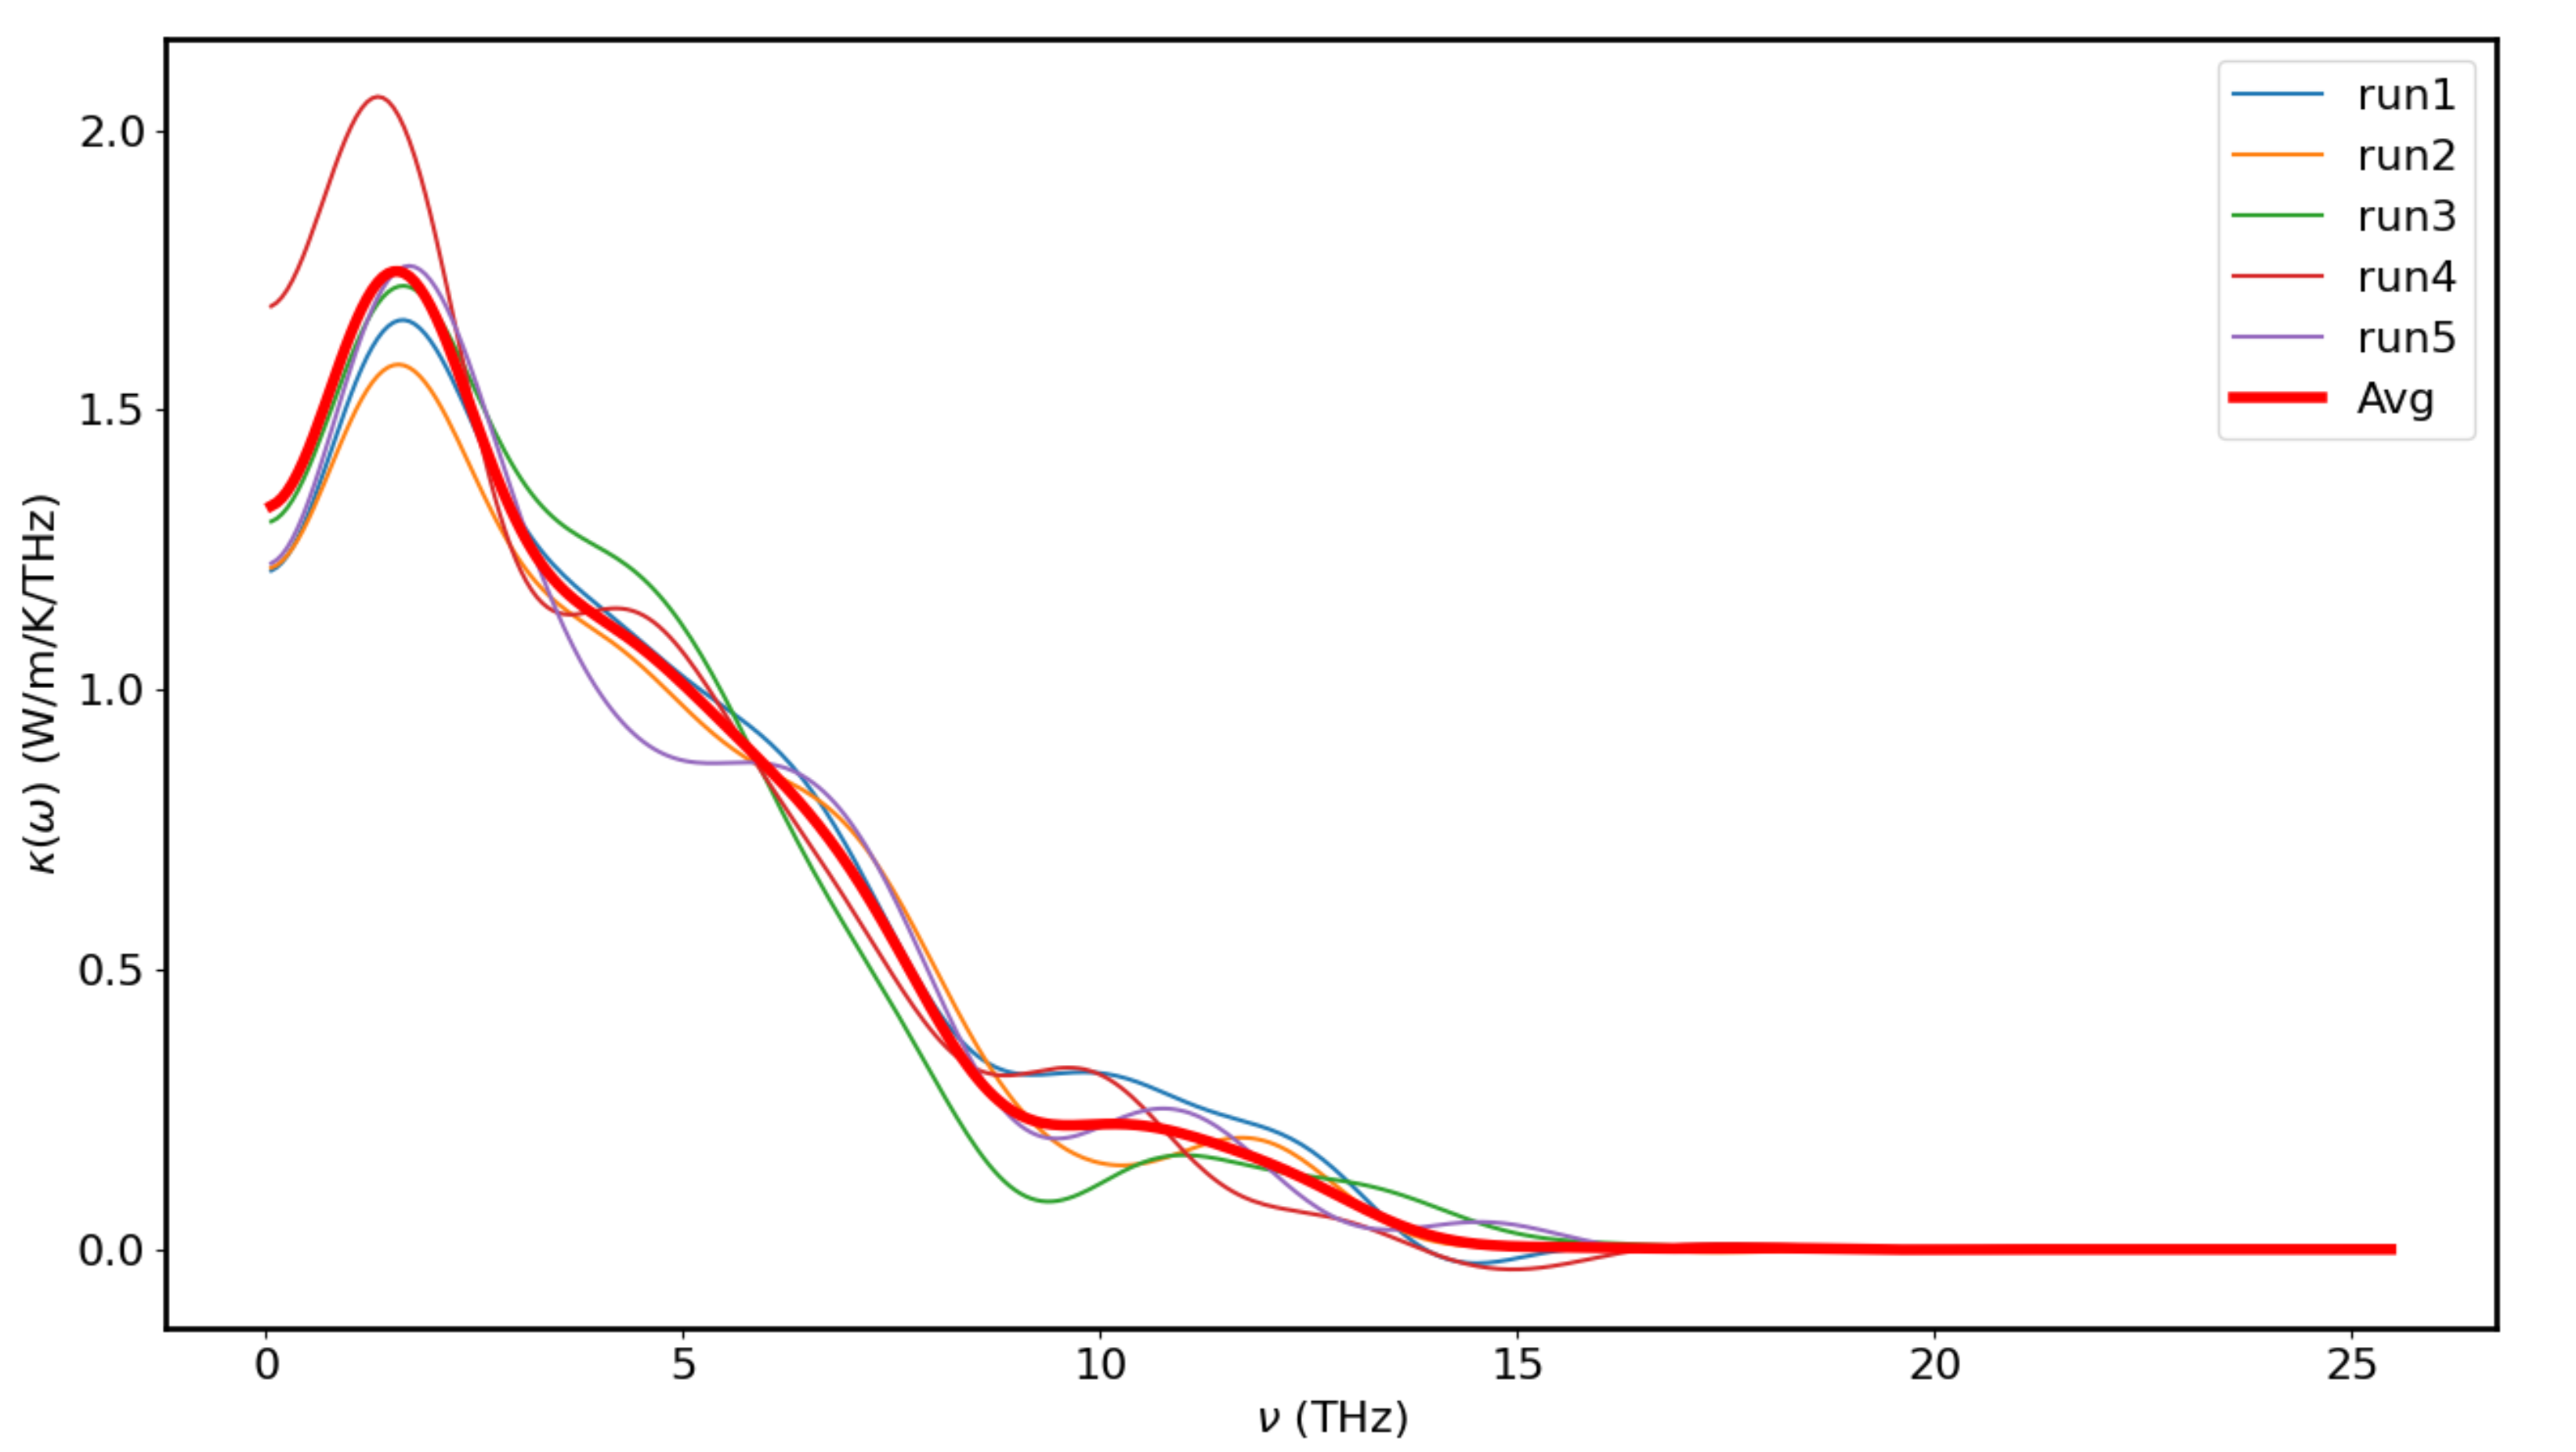 κ(ω) (W/m/K/THz)
2.0
1.5
1.0
0.5
0.0
0 5 10 15 20 25
ν (THz)
run1
run2
run3
run4
run5
Avg